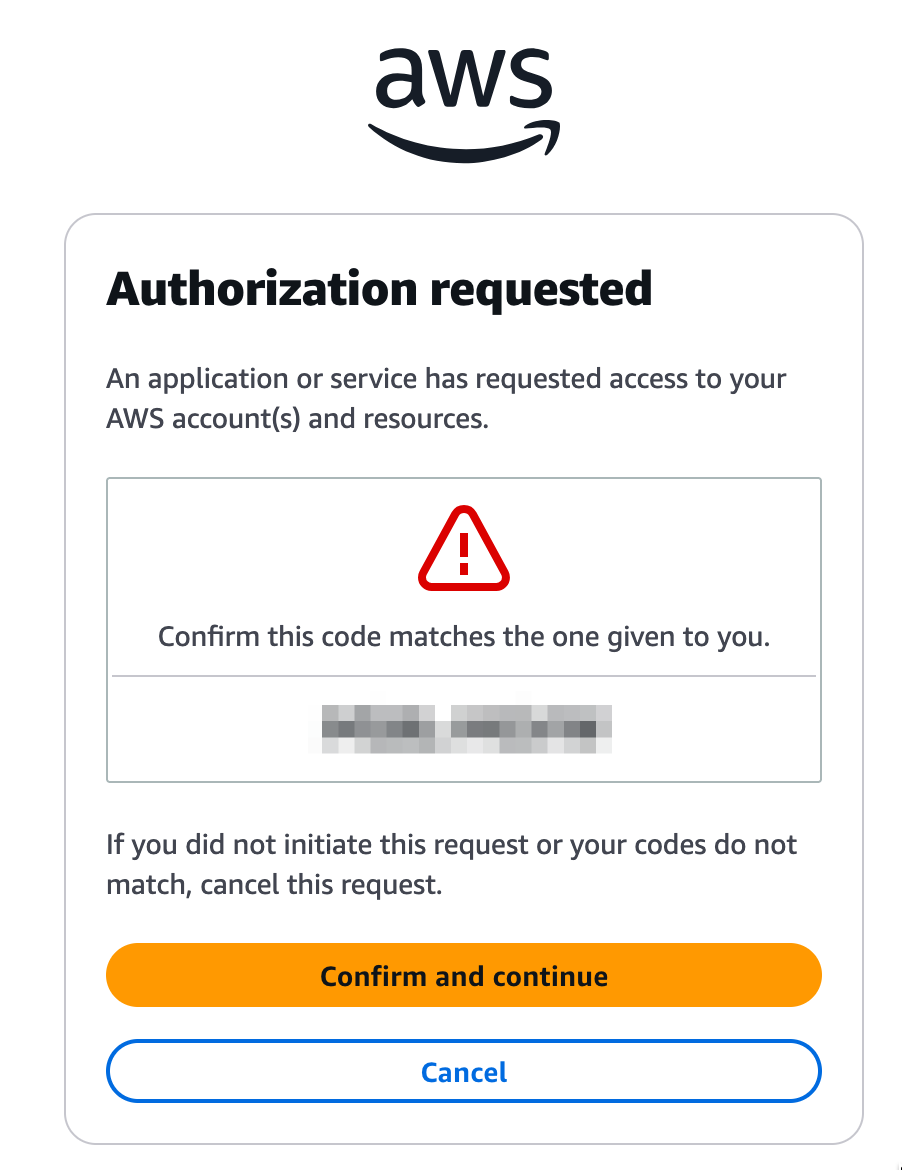 aws
Authorization requested
An application or service has requested access to your
AWS account(s) and resources.
Confirm this code matches the one given to you.
If you did not initiate this request or your codes do not
match, cancel this request.
Confirm and continue
Cancel